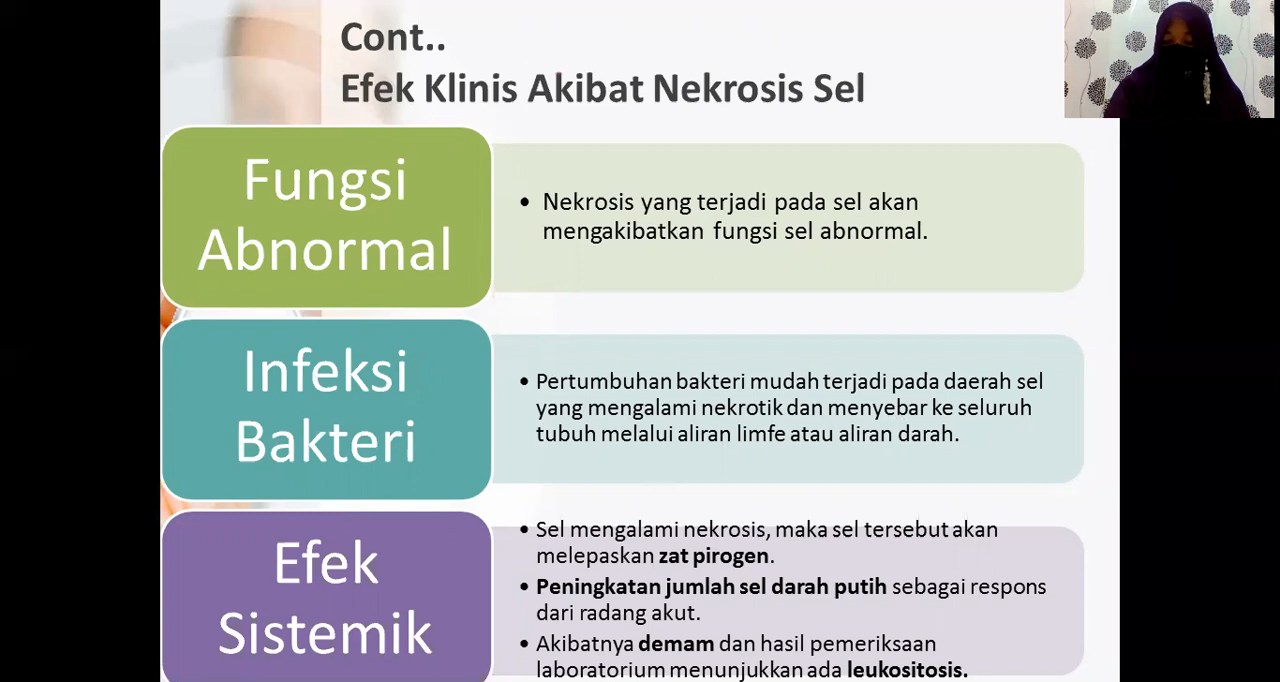 Cont..
Efek Klinis Akibat Nekrosis Sel
Fungsi
Abnormal
• Nekrosis yang terjadi pada sel akan
mengakibatkan fungsi sel abnormal.
Infeksi
Bakteri
• Pertumbuhan bakteri mudah terjadi pada daerah sel
yang mengalami nekrotik dan menyebar ke seluruh
tubuh melalui aliran limfe atau aliran darah.
Efek
Sistemik
• Sel mengalami nekrosis, maka sel tersebut akan
melepaskan zat pirogen.
• Peningkatan jumlah sel darah putih sebagai respons
dari radang akut.
• Akibatnya demam dan hasil pemeriksaan
laboratorium menunjukkan ada leukositosis.